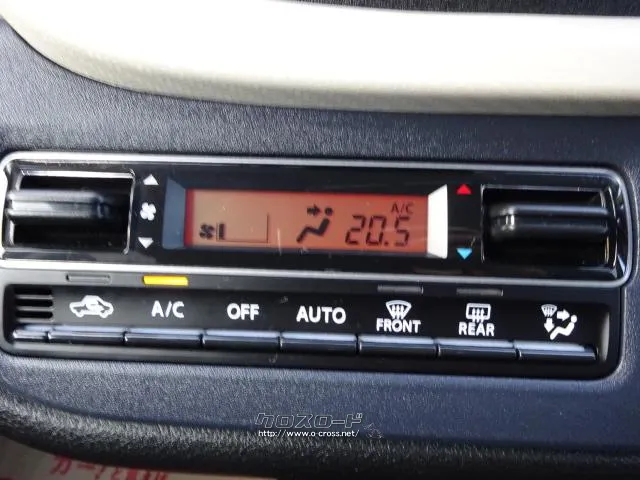 A/C
20.5
A/C OFF AUTO FRONT REAR
クロスロード
http://www.o-cross.net/